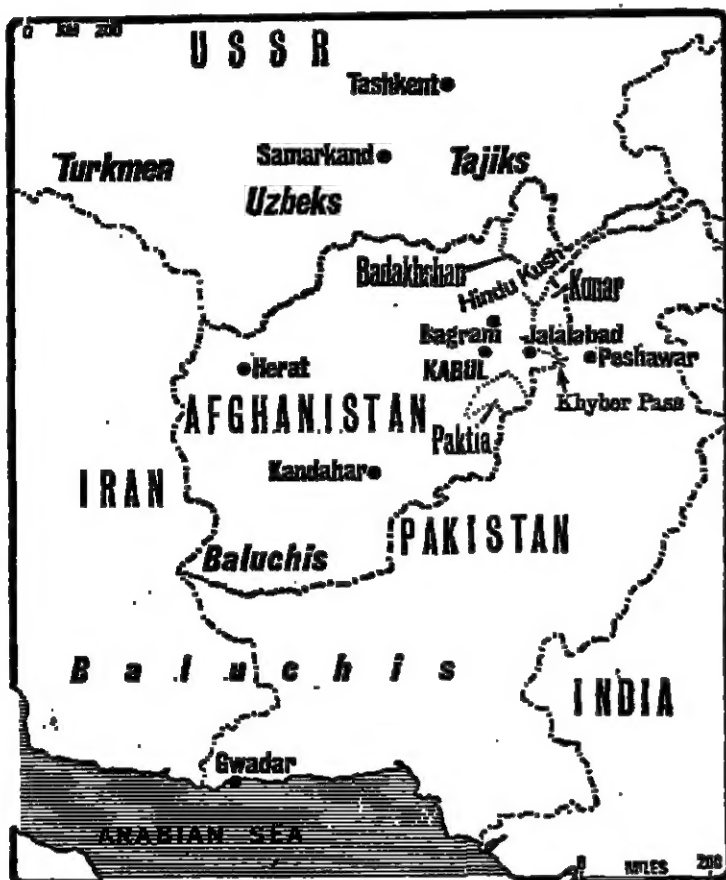 0 KM 200
USSR
Tashkent
Samarkand
Turkmen
Tajiks
Uzbeks
Badakhshan
Hindu Kush
Konar
Bagram
Jalalabad
KABUL
Peshawar
Herat
Khyber Pass
AFGHANISTAN
Paktia
Kandahar
IRAN
PAKISTAN
Baluchis
Baluchis
INDIA
Gwadar
ARABIAN SEA
0 MILES 200